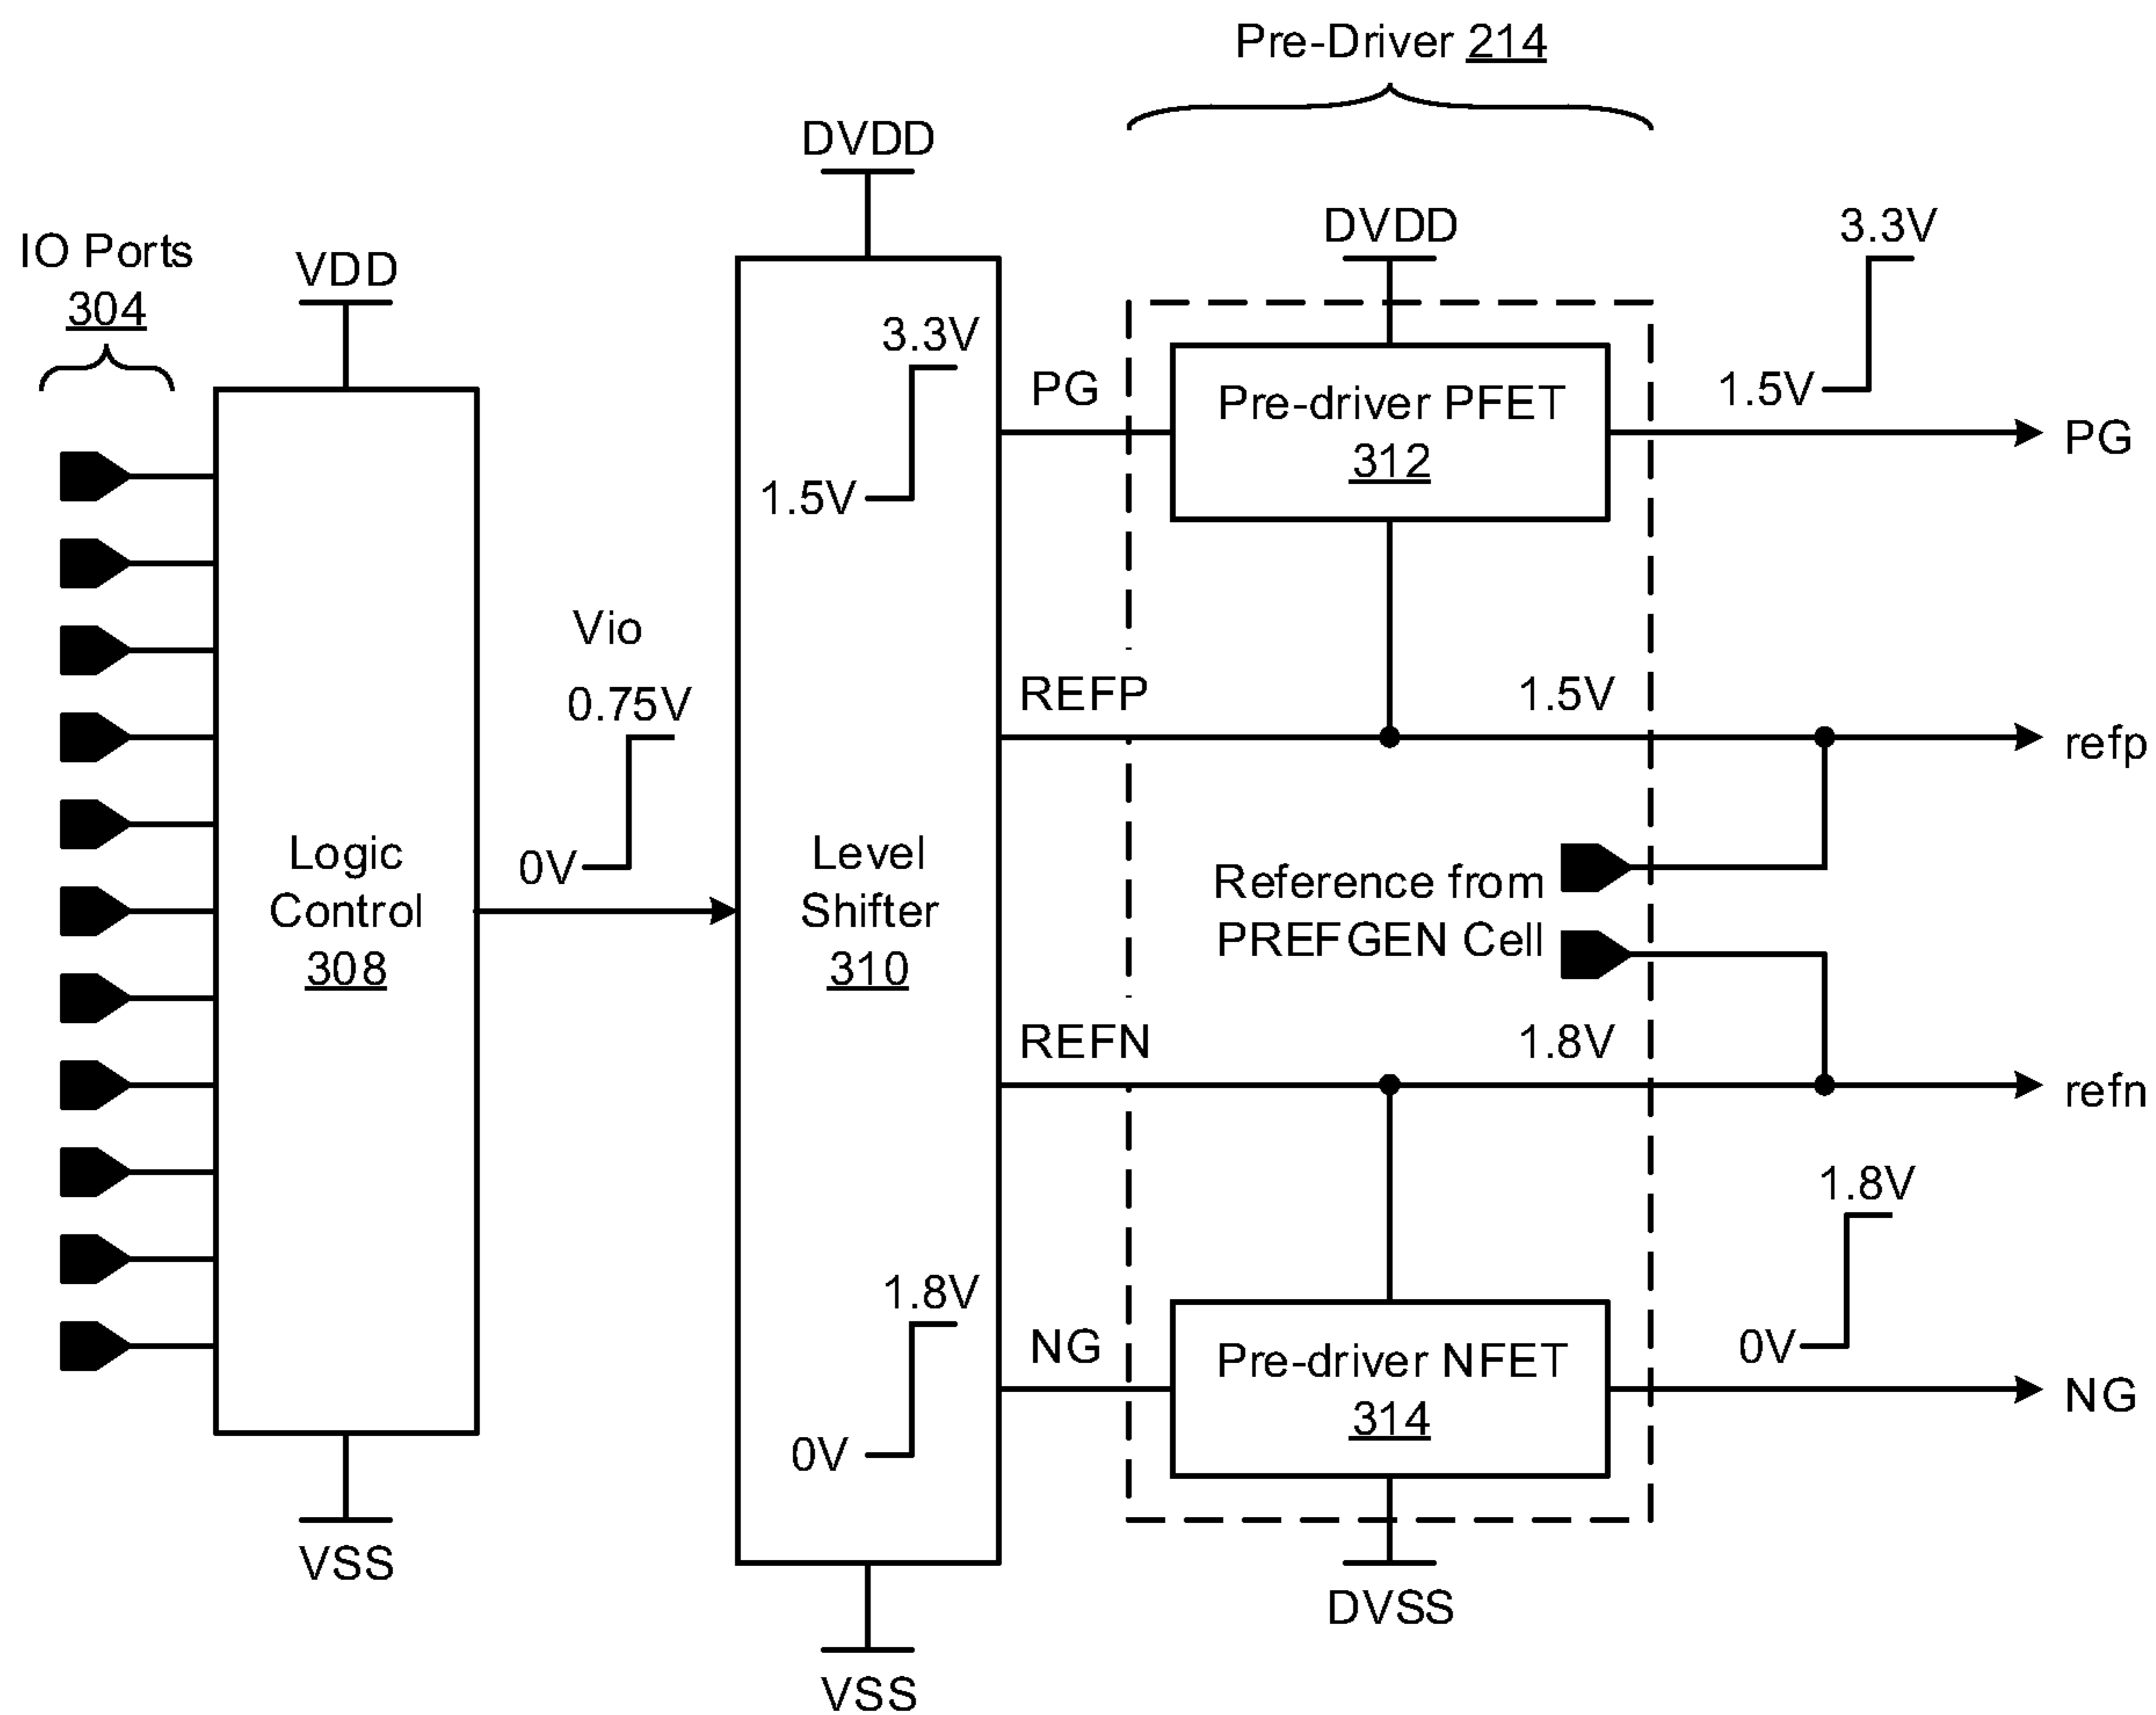 Pre-Driver 214
DVDD
DVDD
3.3V
IO Ports
304
VDD
3.3V
PG
Pre-driver PFET
312
1.5V
PG
1.5V
Vio
0.75V
REFP
1.5V
refp
0V
Logic
Control
308
Level
Shifter
310
Reference from
PREFGEN Cell
REFN
1.8V
refn
1.8V
1.8V
NG
Pre-driver NFET
314
0V
NG
0V
VSS
DVSS
VSS